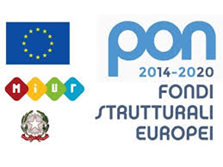 pon
2014-2020
MIUR
FONDI
STRUTTURALI
EUROPEI